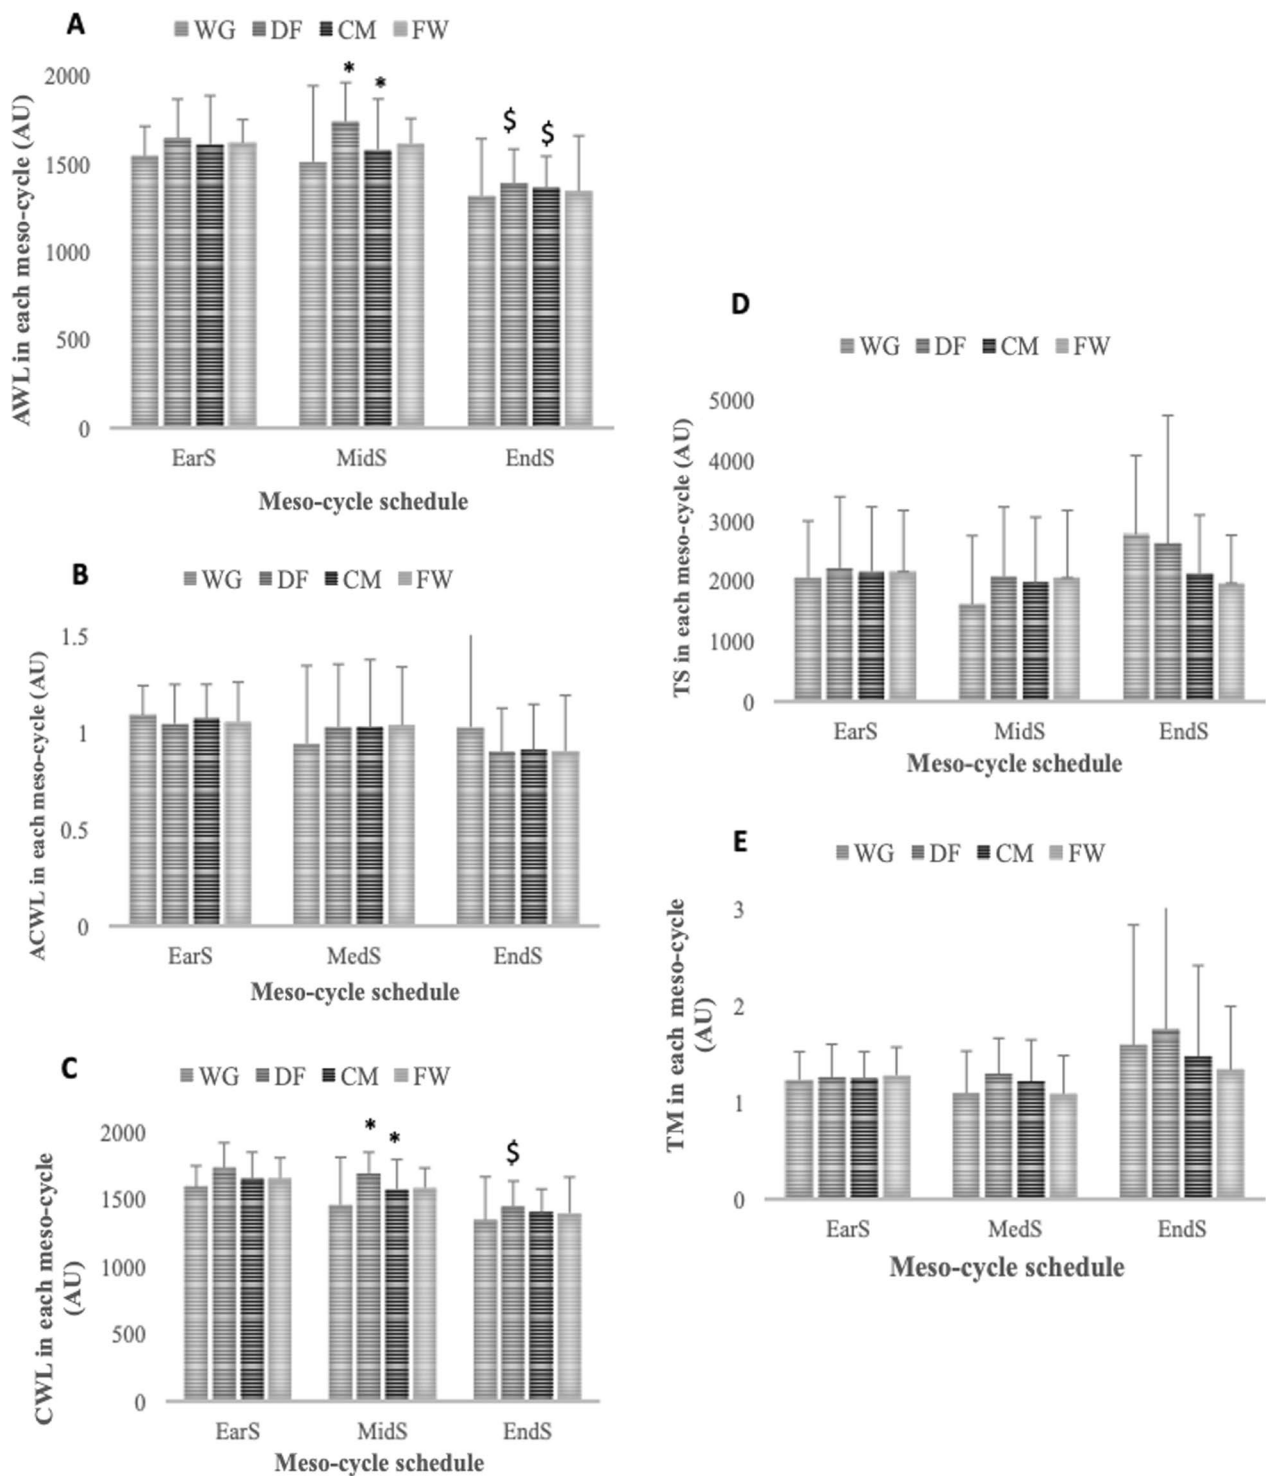 A
WG DF CM FW
AWL in each meso-cycle (AU)
2000
1500
1000
500
0
* *
$ $
EarS MidS EndS
Meso-cycle schedule
B
WG DF CM FW
ACWL in each meso-cycle (AU)
1.5
1
0.5
0
EarS MedS EndS
Meso-cycle schedule
C
WG DF CM FW
CWL in each meso-cycle
(AU)
2000
1500
1000
500
0
* *
$
EarS MidS EndS
Meso-cycle schedule
D
WG DF CM FW
TS in each meso-cycle (AU)
5000
4000
3000
2000
1000
0
EarS MidS EndS
Meso-cycle schedule
E
WG DF CM FW
TM in each meso-cycle
(AU)
3
2
1
0
EarS MedS EndS
Meso-cycle schedule